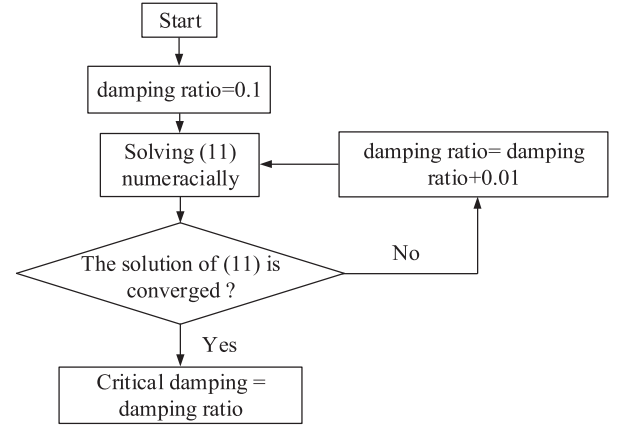 Start
damping ratio=0.1
Solving (11)
numeracially
damping ratio= damping
ratio+0.01
The solution of (11) is
converged ?
No
Yes
Critical damping =
damping ratio